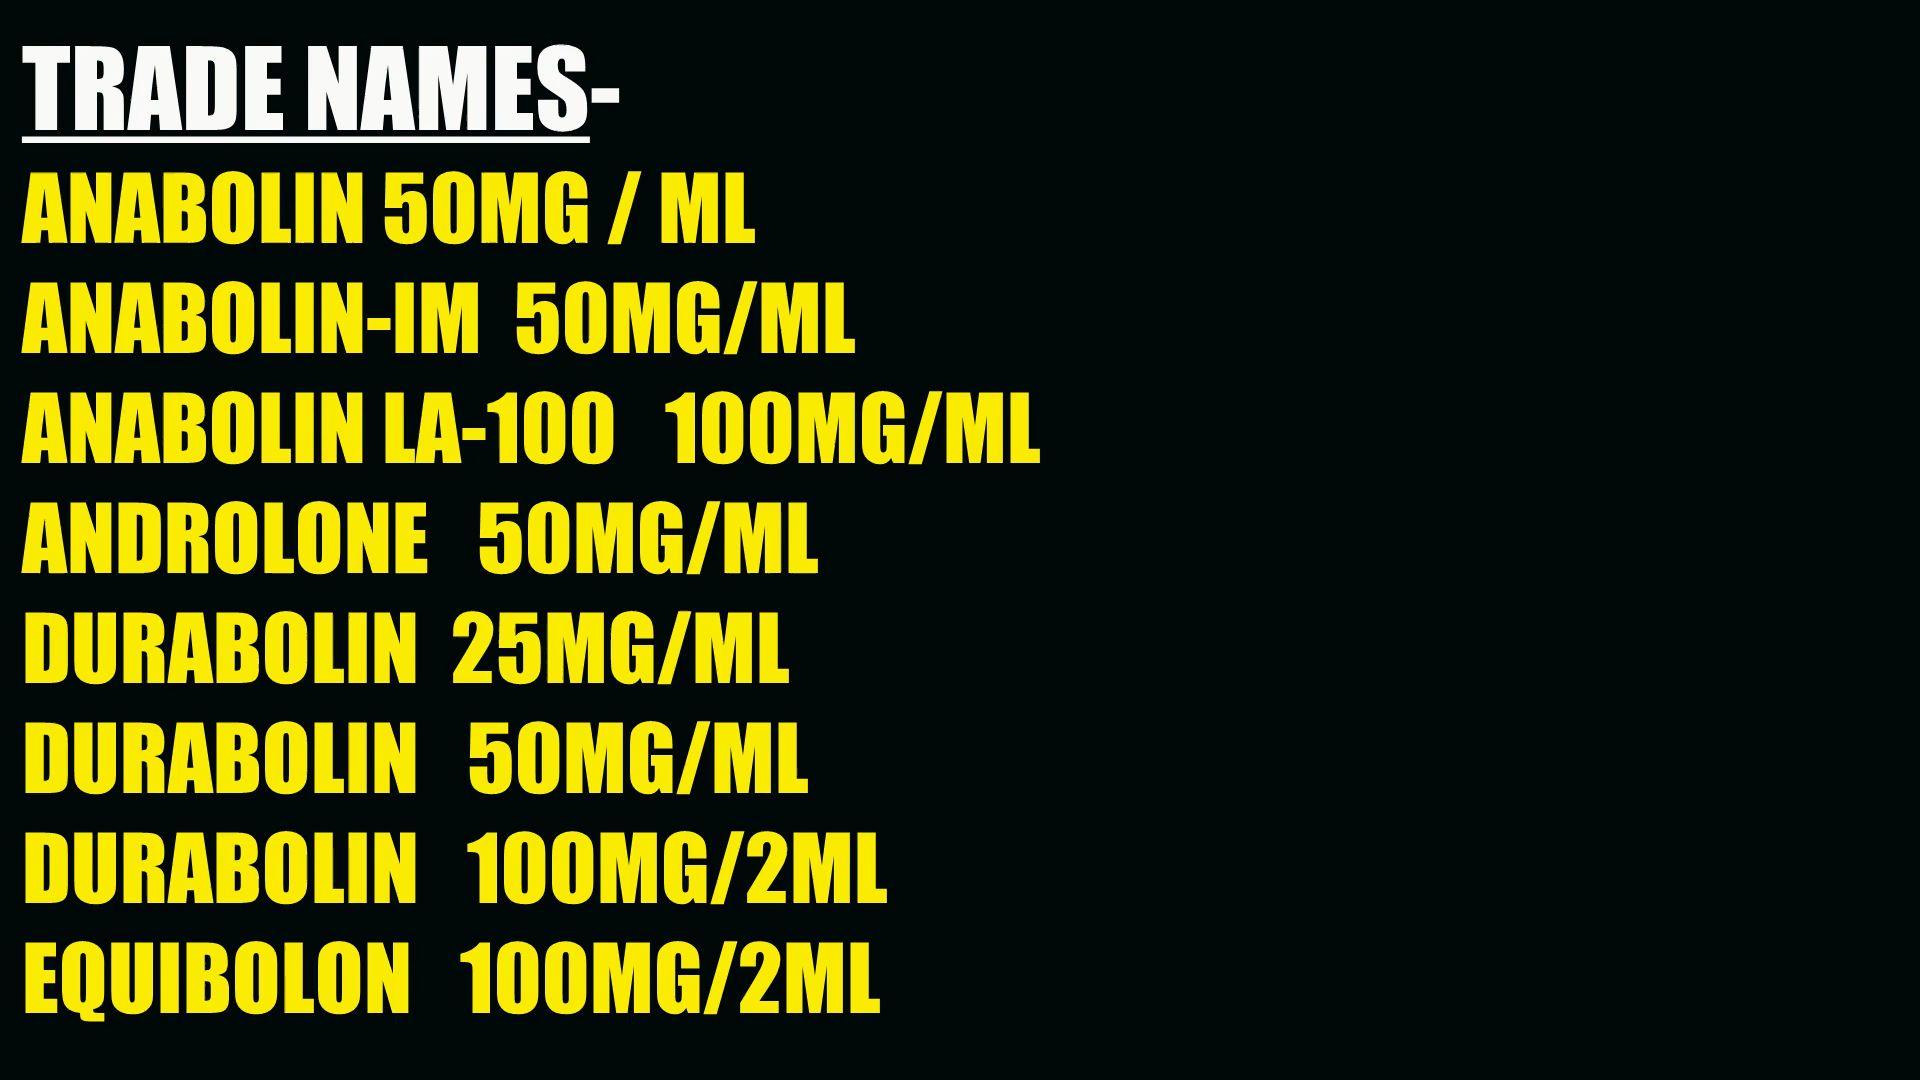 TRADE NAMES-
ANABOLIN 50MG / ML
ANABOLIN-IM  50MG/ML
ANABOLIN LA-100   100MG/ML
ANDROLONE   50MG/ML
DURABOLIN  25MG/ML
DURABOLIN   50MG/ML
DURABOLIN   100MG/2ML
EQUIBOLON   100MG/2ML